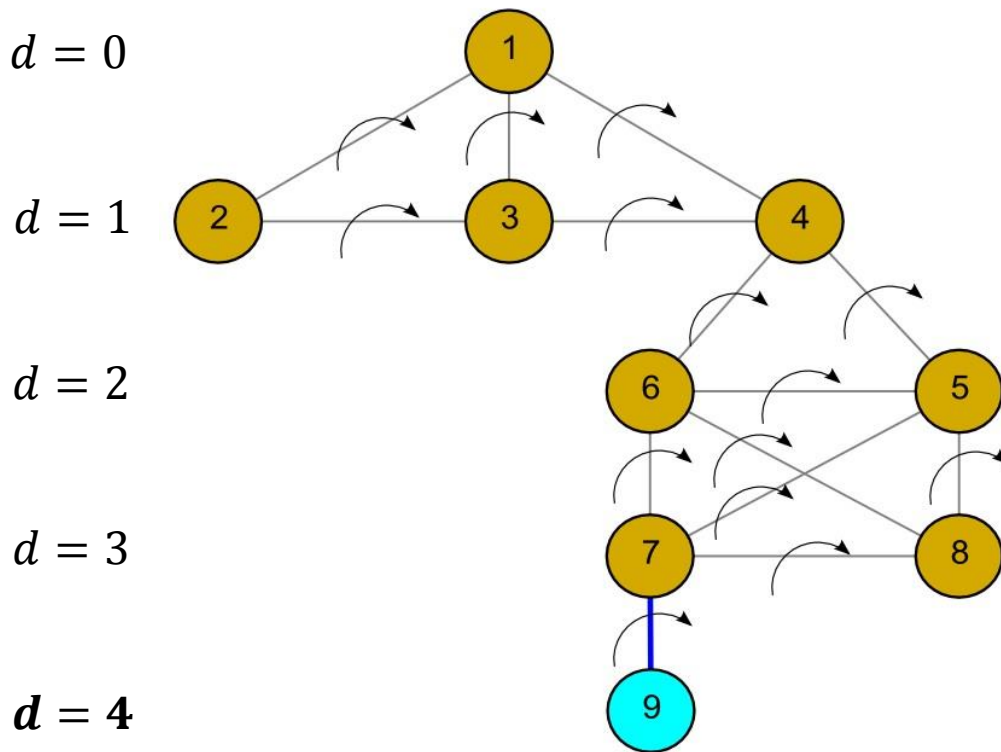 d = 0
1
d = 1
2 3 4
d = 2
6 5
d = 3
7 8
d = 4
9